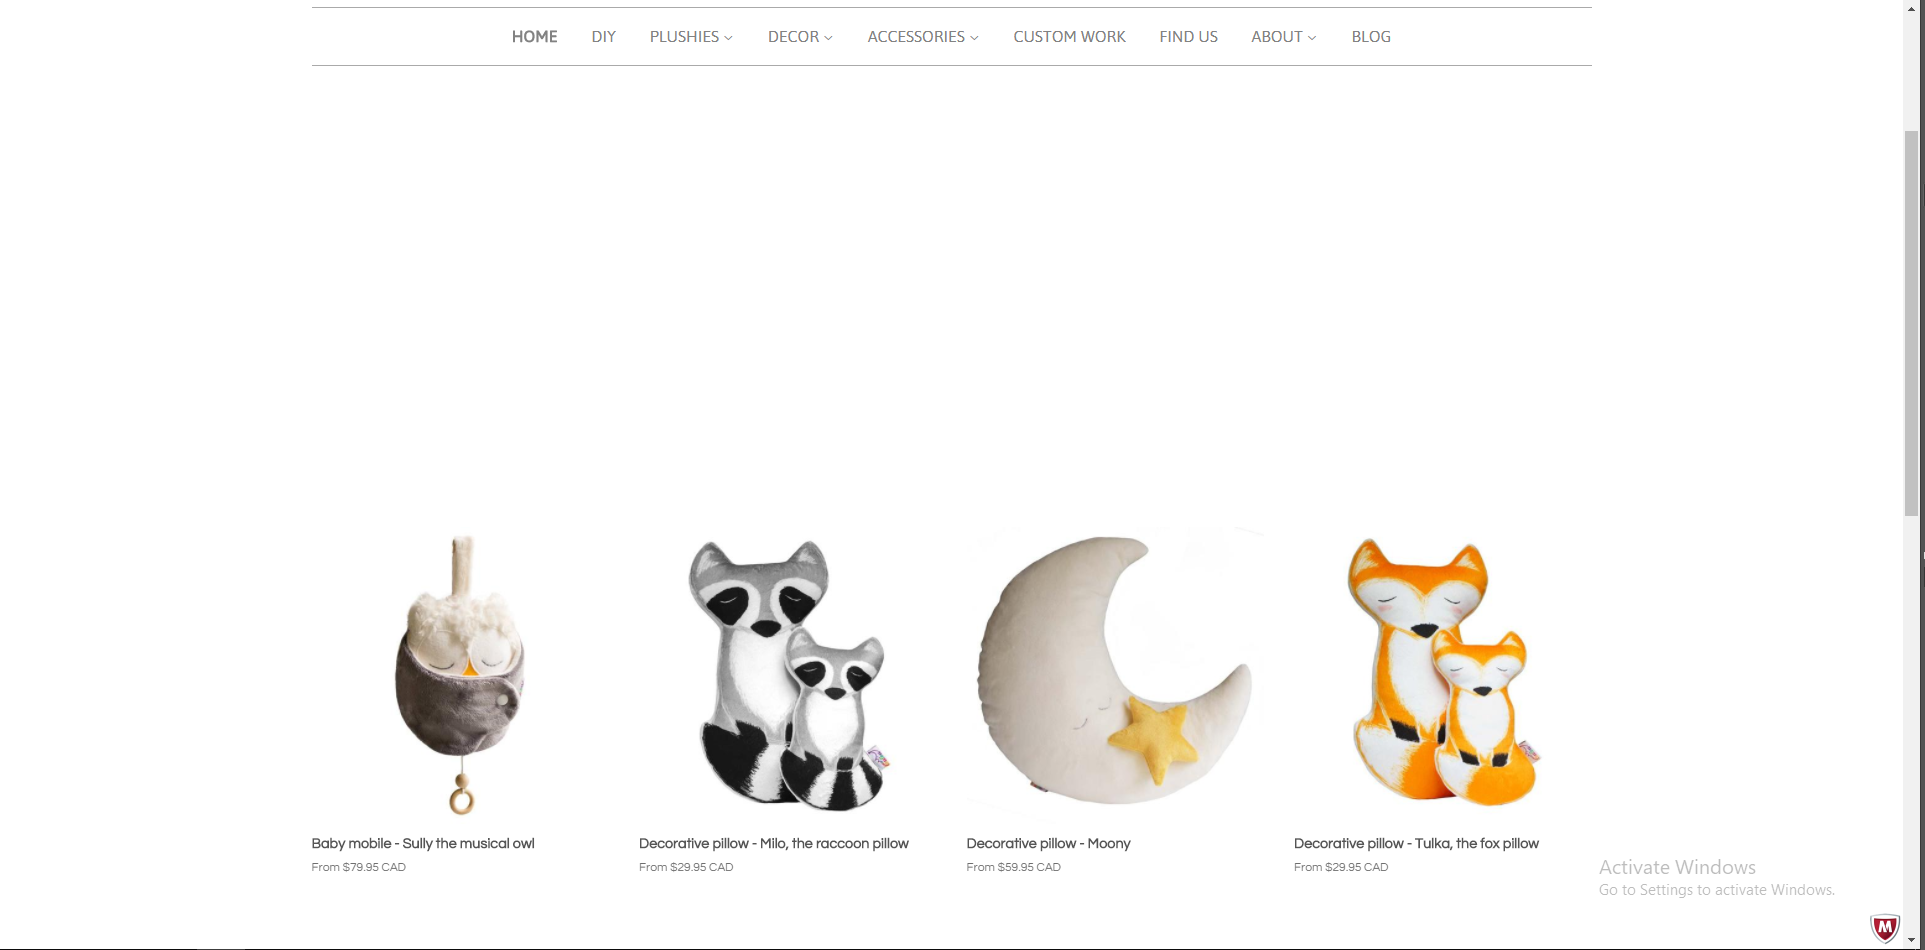 HOME DIY PLUSHIES DECOR ACCESSORIES CUSTOM WORK FIND US ABOUT BLOG
Baby mobile - Sully the musical owl
From $79.95 CAD
Decorative pillow - Milo, the raccoon pillow
From $29.95 CAD
Decorative pillow - Moony
From $59.95 CAD
Decorative pillow - Tulka, the fox pillow
From $29.95 CAD
Activate Windows
Go to Settings to activate Windows.
M